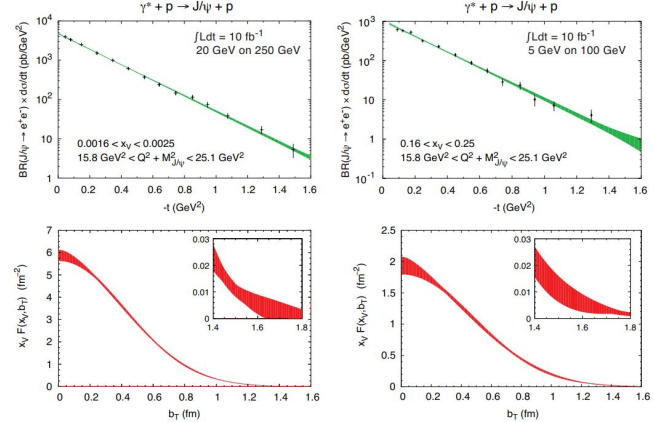 γ* + p → J/ψ + p
10⁴
10³
10²
10¹
10⁰
BR(J/ψ → e⁺e⁻) × dσ/dt (pb/GeV²)
∫Ldt = 10 fb⁻¹
20 GeV on 250 GeV
0.0016 < xᵥ < 0.0025
15.8 GeV² < Q² + M²_J/ψ < 25.1 GeV²
0 0.2 0.4 0.6 0.8 1 1.2 1.4 1.6
-t (GeV²)
γ* + p → J/ψ + p
10³
10²
10
1
10⁻¹
BR(J/ψ → e⁺e⁻) × dσ/dt (pb/GeV²)
∫Ldt = 10 fb⁻¹
5 GeV on 100 GeV
0.16 < xᵥ < 0.25
15.8 GeV² < Q² + M²_J/ψ < 25.1 GeV²
0 0.2 0.4 0.6 0.8 1 1.2 1.4 1.6
-t (GeV²)
7
6
5
4
3
2
1
0
xᵥ F(xᵥ,b_T) (fm⁻²)
0.03
0.02
0.01
0
1.4 1.6 1.8
0 0.2 0.4 0.6 0.8 1 1.2 1.4 1.6
b_T (fm)
2.5
2
1.5
1
0.5
0
xᵥ F(xᵥ,b_T) (fm⁻²)
0.03
0.02
0.01
0
1.4 1.6 1.8
0 0.2 0.4 0.6 0.8 1 1.2 1.4 1.6
b_T (fm)